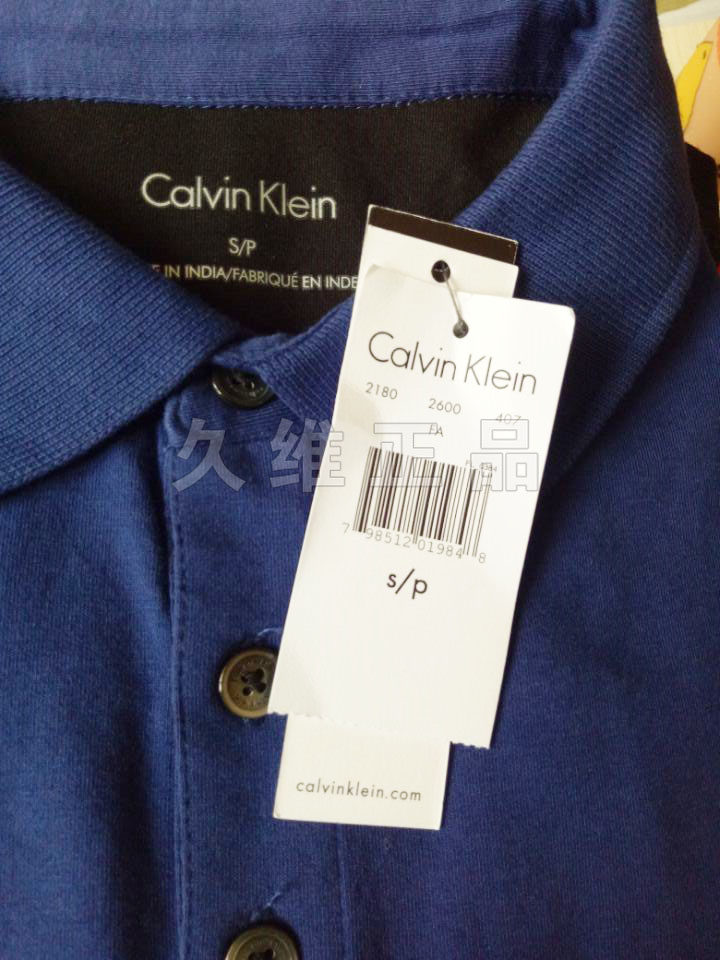 Calvin Klein
S/P
E IN INDIA/FABRIQUÉ EN INDE
Calvin Klein
2180 2600 407
FA
久维正品
7 98512 01984 8
s/p
calvinklein.com